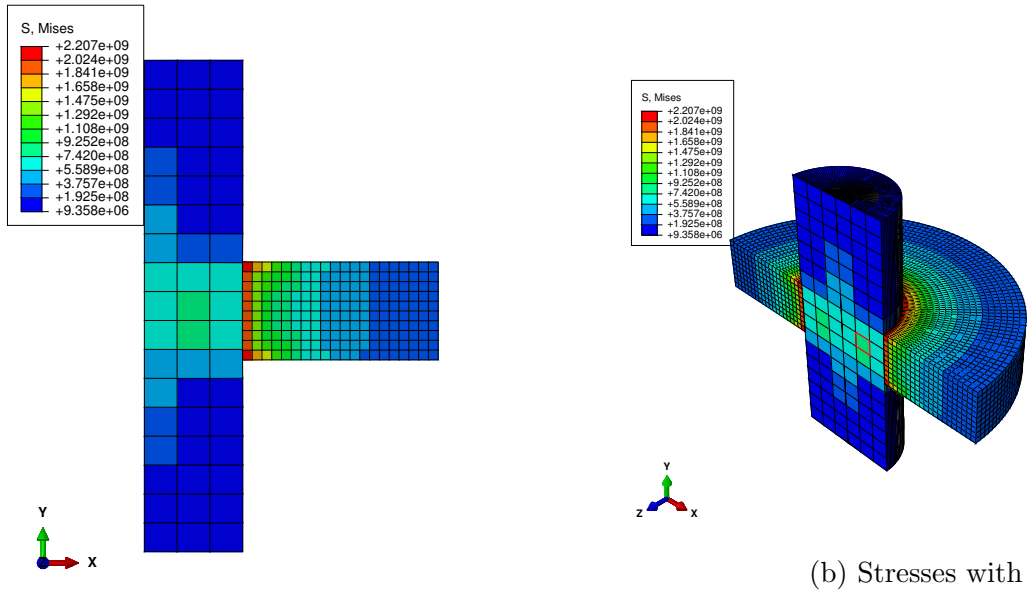 S, Mises
+2.207e+09
+2.024e+09
+1.841e+09
+1.658e+09
+1.475e+09
+1.292e+09
+1.108e+09
+9.252e+08
+7.420e+08
+5.589e+08
+3.757e+08
+1.925e+08
+9.358e+06
Y
Z
X
S, Mises
+2.207e+09
+2.024e+09
+1.841e+09
+1.658e+09
+1.475e+09
+1.292e+09
+1.108e+09
+9.252e+08
+7.420e+08
+5.589e+08
+3.757e+08
+1.925e+08
+9.358e+06
Y
Z
X
(b) Stresses with